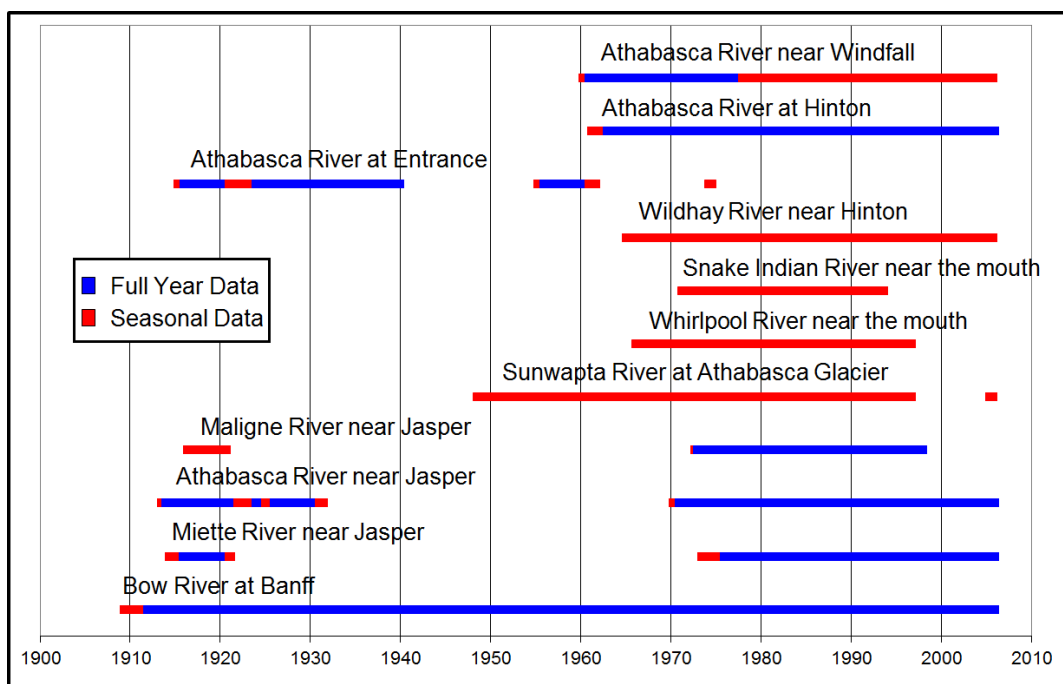 Athabasca River near Windfall
Athabasca River at Hinton
Athabasca River at Entrance
Wildhay River near Hinton
Snake Indian River near the mouth
Full Year Data
Seasonal Data
Whirlpool River near the mouth
Sunwapta River at Athabasca Glacier
Maligne River near Jasper
Athabasca River near Jasper
Miette River near Jasper
Bow River at Banff
1900 1910 1920 1930 1940 1950 1960 1970 1980 1990 2000 2010